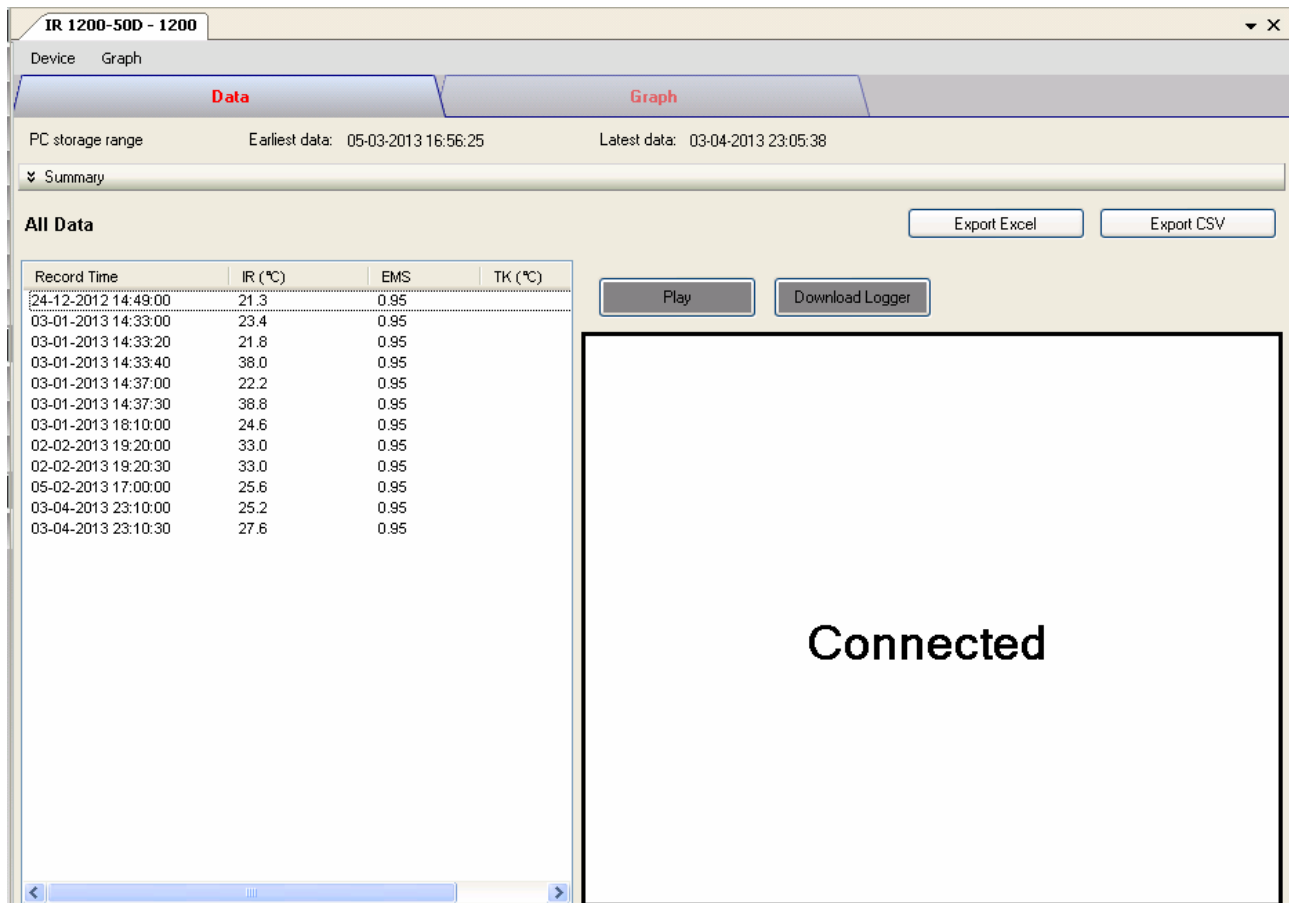 IR 1200-50D - 1200
Device Graph
Data Graph
PC storage range Earliest data: 05-03-2013 16:56:25 Latest data: 03-04-2013 23:05:38
Summary
All Data Export Excel Export CSV
Record Time IR (℃) EMS TK (℃)
24-12-2012 14:49:00 21.3 0.95
03-01-2013 14:33:00 23.4 0.95
03-01-2013 14:33:20 21.8 0.95
03-01-2013 14:33:40 38.0 0.95
03-01-2013 14:37:00 22.2 0.95
03-01-2013 14:37:30 38.8 0.95
03-01-2013 18:10:00 24.6 0.95
02-02-2013 19:20:00 33.0 0.95
02-02-2013 19:20:30 33.0 0.95
05-02-2013 17:00:00 25.6 0.95
03-04-2013 23:10:00 25.2 0.95
03-04-2013 23:10:30 27.6 0.95
Play Download Logger
Connected